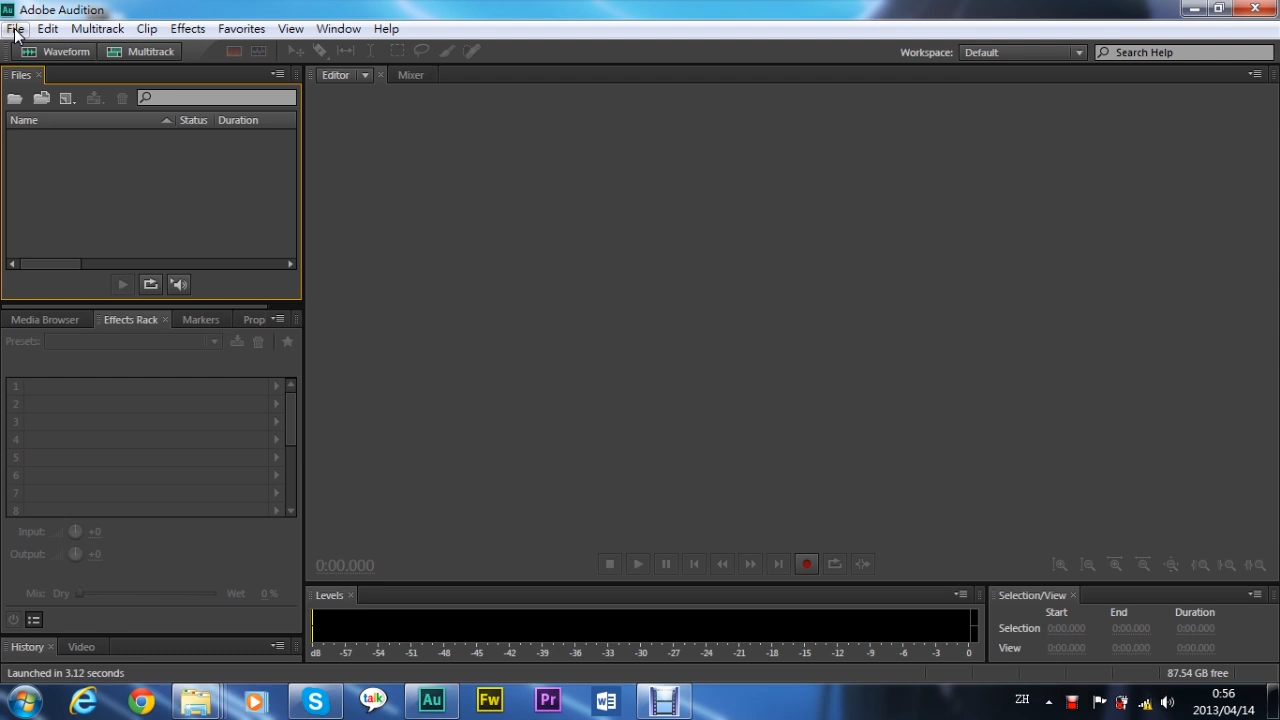 Au Adobe Audition
File Edit Multitrack Clip Effects Favorites View Window Help
Waveform Multitrack Workspace: Default Search Help
Files × Editor × Mixer
Name Status Duration
Media Browser Effects Rack × Markers Prop
Presets:
1
2
3
4
5
6
7
8
Input: +0
Output: +0
0:00.000
Mix: Dry Wet 0 %
Levels × Selection/View ×
Start End Duration
Selection 0:00.000 0:00.000 0:00.000
View 0:00.000 0:00.000 0:00.000
dB -57 -54 -51 -48 -45 -42 -39 -36 -33 -30 -27 -24 -21 -18 -15 -12 -9 -6 -3 0
History × Video
Launched in 3.12 seconds 87.54 GB free
S talk Au Fw Pr W ZH 0:56
2013/04/14